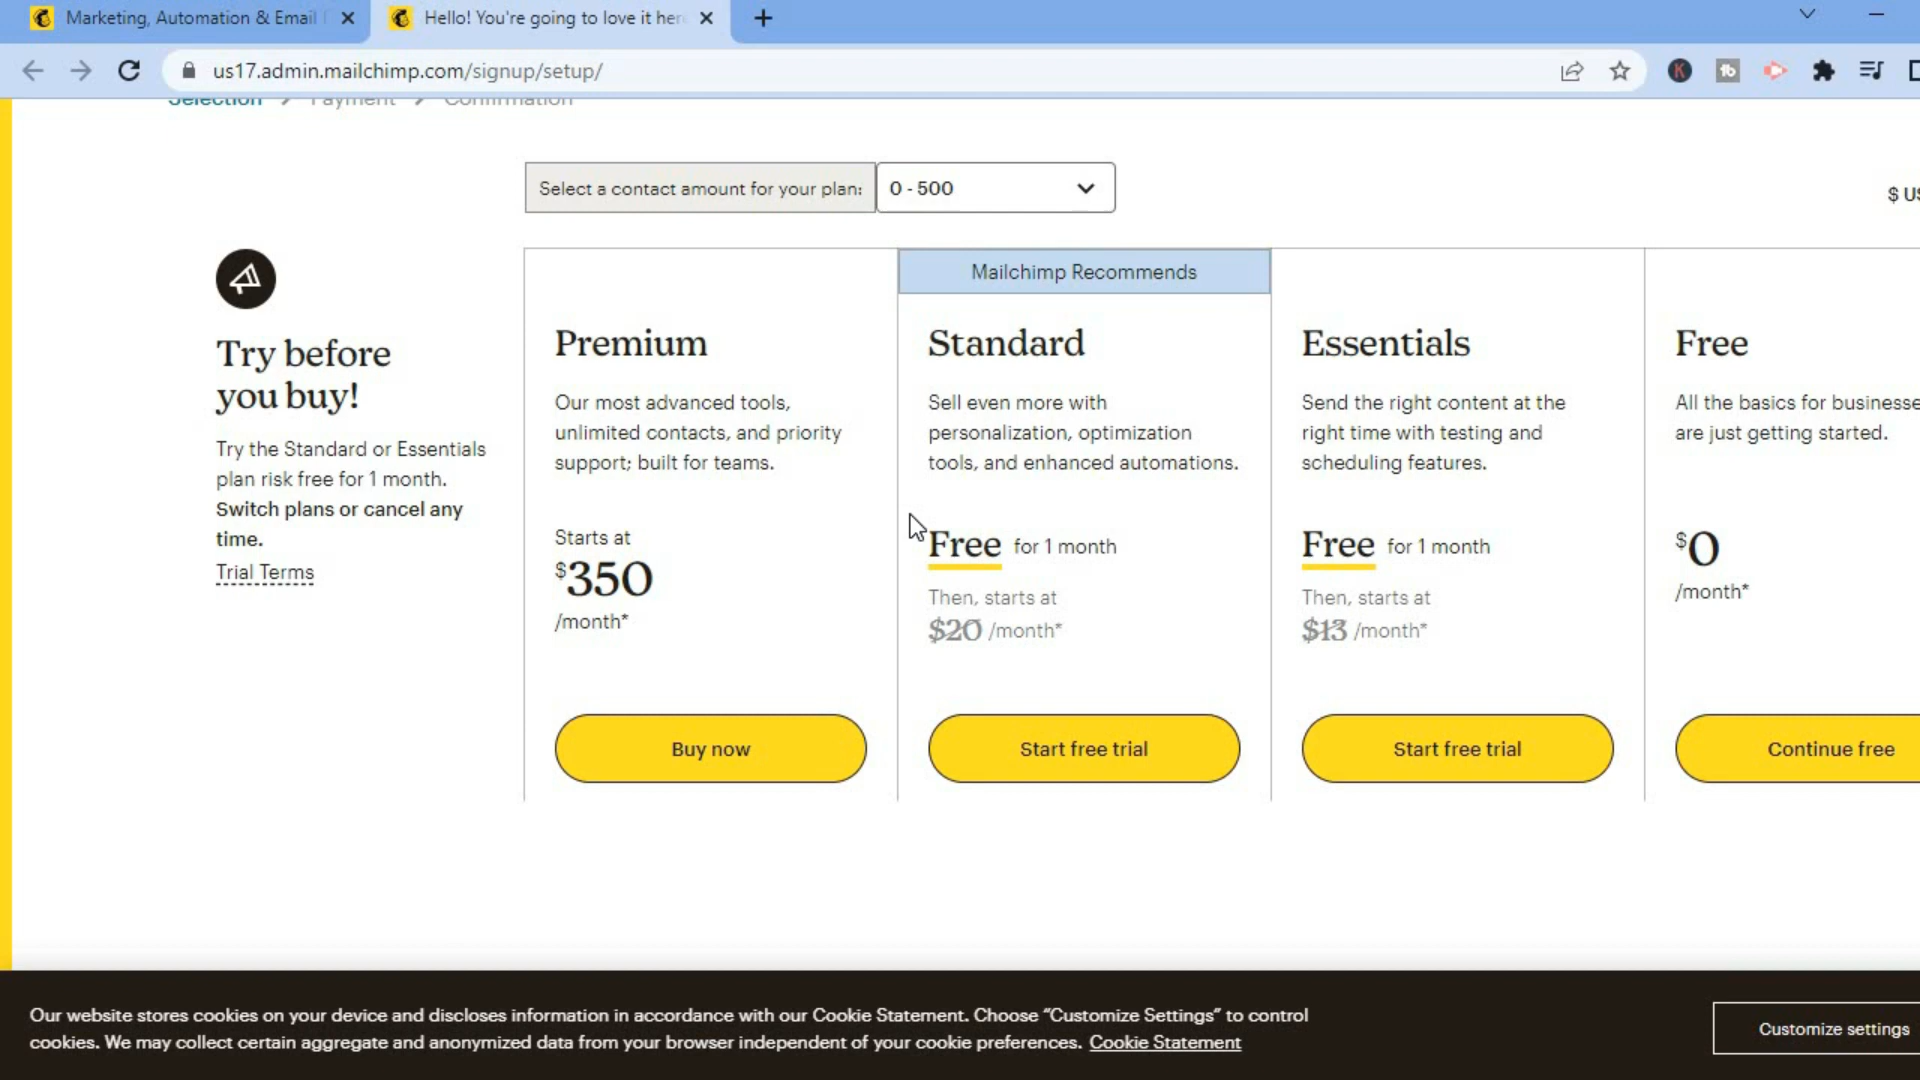 Marketing, Automation & Email
Hello! You're going to love it her
us17.admin.mailchimp.com/signup/setup/
Selection > Payment > Confirmation
Select a contact amount for your plan:
0 - 500
$ US
Try before
you buy!
Try the Standard or Essentials
plan risk free for 1 month.
Switch plans or cancel any
time.
Trial Terms
Premium
Our most advanced tools,
unlimited contacts, and priority
support; built for teams.
Starts at
$350
/month*
Buy now
Mailchimp Recommends
Standard
Sell even more with
personalization, optimization
tools, and enhanced automations.
Free for 1 month
Then, starts at
$20 /month*
Start free trial
Essentials
Send the right content at the
right time with testing and
scheduling features.
Free for 1 month
Then, starts at
$13 /month*
Start free trial
Free
All the basics for businesse
are just getting started.
$0
/month*
Continue free
Our website stores cookies on your device and discloses information in accordance with our Cookie Statement. Choose "Customize Settings" to control
cookies. We may collect certain aggregate and anonymized data from your browser independent of your cookie preferences. Cookie Statement
Customize settings